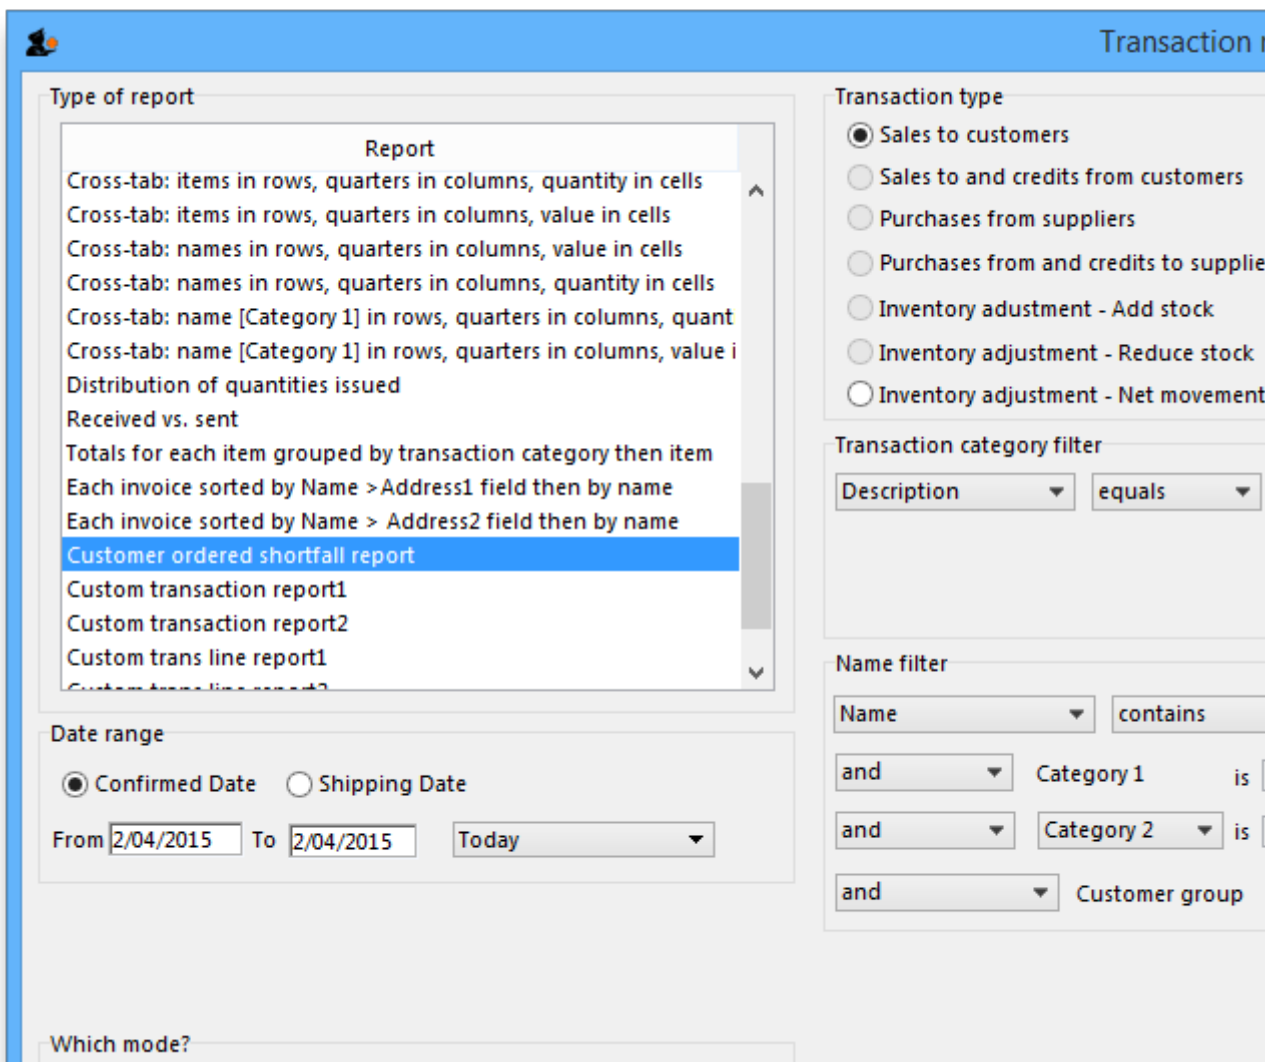 Transaction
Type of report
Report
Cross-tab: items in rows, quarters in columns, quantity in cells
Cross-tab: items in rows, quarters in columns, value in cells
Cross-tab: names in rows, quarters in columns, value in cells
Cross-tab: names in rows, quarters in columns, quantity in cells
Cross-tab: name [Category 1] in rows, quarters in columns, quant
Cross-tab: name [Category 1] in rows, quarters in columns, value i
Distribution of quantities issued
Received vs. sent
Totals for each item grouped by transaction category then item
Each invoice sorted by Name >Address1 field then by name
Each invoice sorted by Name > Address2 field then by name
Customer ordered shortfall report
Custom transaction report1
Custom transaction report2
Custom trans line report1
Custom trans line report2
Date range
Confirmed Date Shipping Date
From 2/04/2015 To 2/04/2015 Today
Which mode?
Transaction type
Sales to customers
Sales to and credits from customers
Purchases from suppliers
Purchases from and credits to supplie
Inventory adustment - Add stock
Inventory adjustment - Reduce stock
Inventory adjustment - Net movement
Transaction category filter
Description equals
Name filter
Name contains
and Category 1 is
and Category 2 is
and Customer group